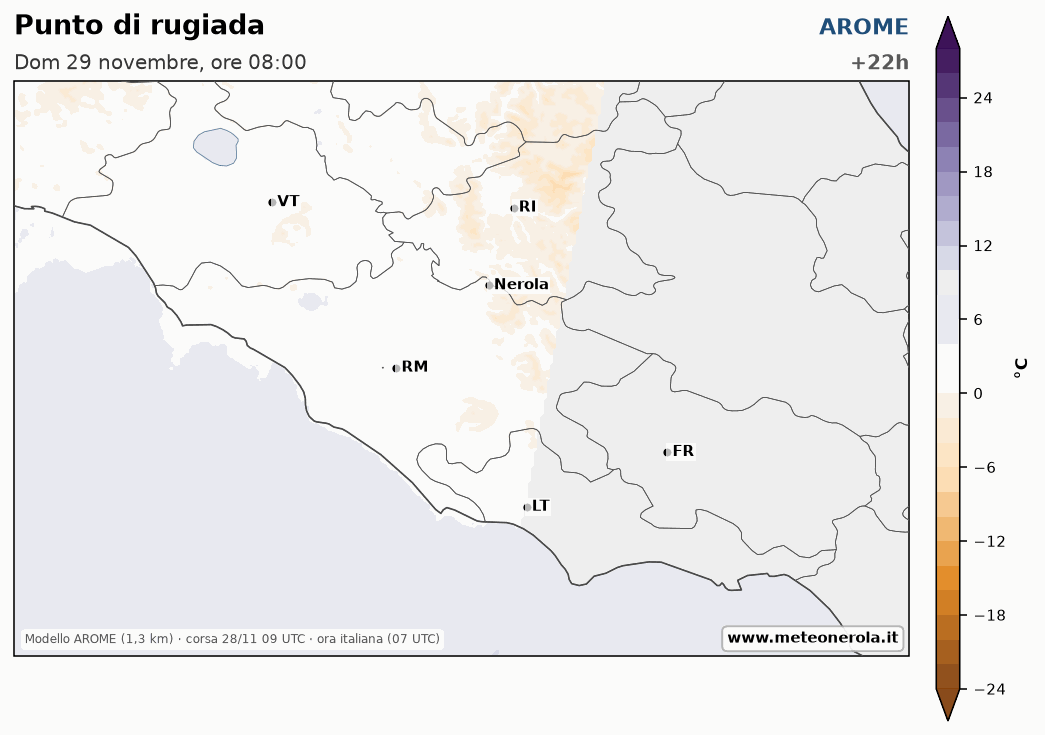 Punto di rugiada
AROME
Dom 29 novembre, ore 08:00
+22h
24
18
12
6
0
−6
−12
−18
−24
°C
VT
RI
Nerola
RM
FR
LT
Modello AROME (1,3 km) · corsa 28/11 09 UTC · ora italiana (07 UTC)
www.meteonerola.it